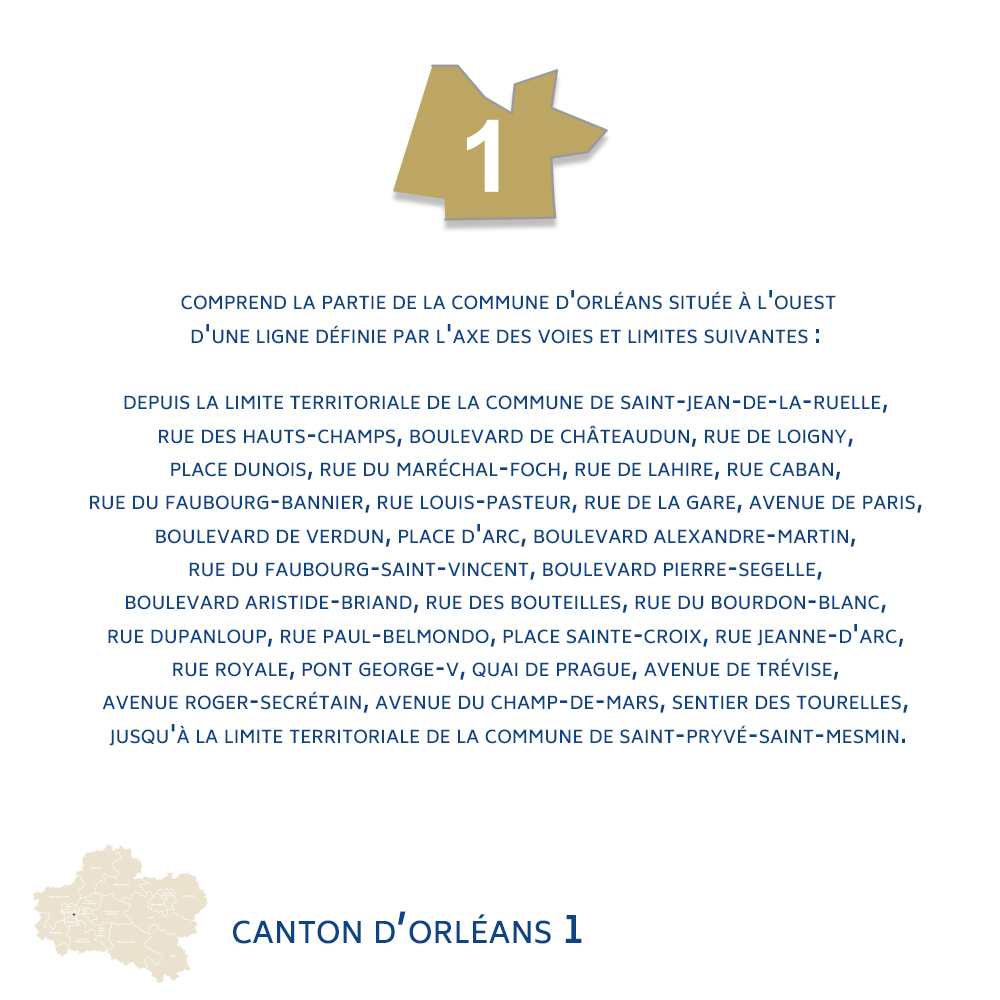 1
COMPREND LA PARTIE DE LA COMMUNE D'ORLÉANS SITUÉE À L'OUEST
D'UNE LIGNE DÉFINIE PAR L'AXE DES VOIES ET LIMITES SUIVANTES :
DEPUIS LA LIMITE TERRITORIALE DE LA COMMUNE DE SAINT-JEAN-DE-LA-RUELLE,
RUE DES HAUTS-CHAMPS, BOULEVARD DE CHÂTEAUDUN, RUE DE LOIGNY,
PLACE DUNOIS, RUE DU MARÉCHAL-FOCH, RUE DE LAHIRE, RUE CABAN,
RUE DU FAUBOURG-BANNIER, RUE LOUIS-PASTEUR, RUE DE LA GARE, AVENUE DE PARIS,
BOULEVARD DE VERDUN, PLACE D'ARC, BOULEVARD ALEXANDRE-MARTIN,
RUE DU FAUBOURG-SAINT-VINCENT, BOULEVARD PIERRE-SEGELLE,
BOULEVARD ARISTIDE-BRIAND, RUE DES BOUTEILLES, RUE DU BOURDON-BLANC,
RUE DUPANLOUP, RUE PAUL-BELMONDO, PLACE SAINTE-CROIX, RUE JEANNE-D'ARC,
RUE ROYALE, PONT GEORGE-V, QUAI DE PRAGUE, AVENUE DE TRÉVISE,
AVENUE ROGER-SECRÉTAIN, AVENUE DU CHAMP-DE-MARS, SENTIER DES TOURELLES,
JUSQU'À LA LIMITE TERRITORIALE DE LA COMMUNE DE SAINT-PRYVÉ-SAINT-MESMIN.
CANTON D'ORLÉANS 1